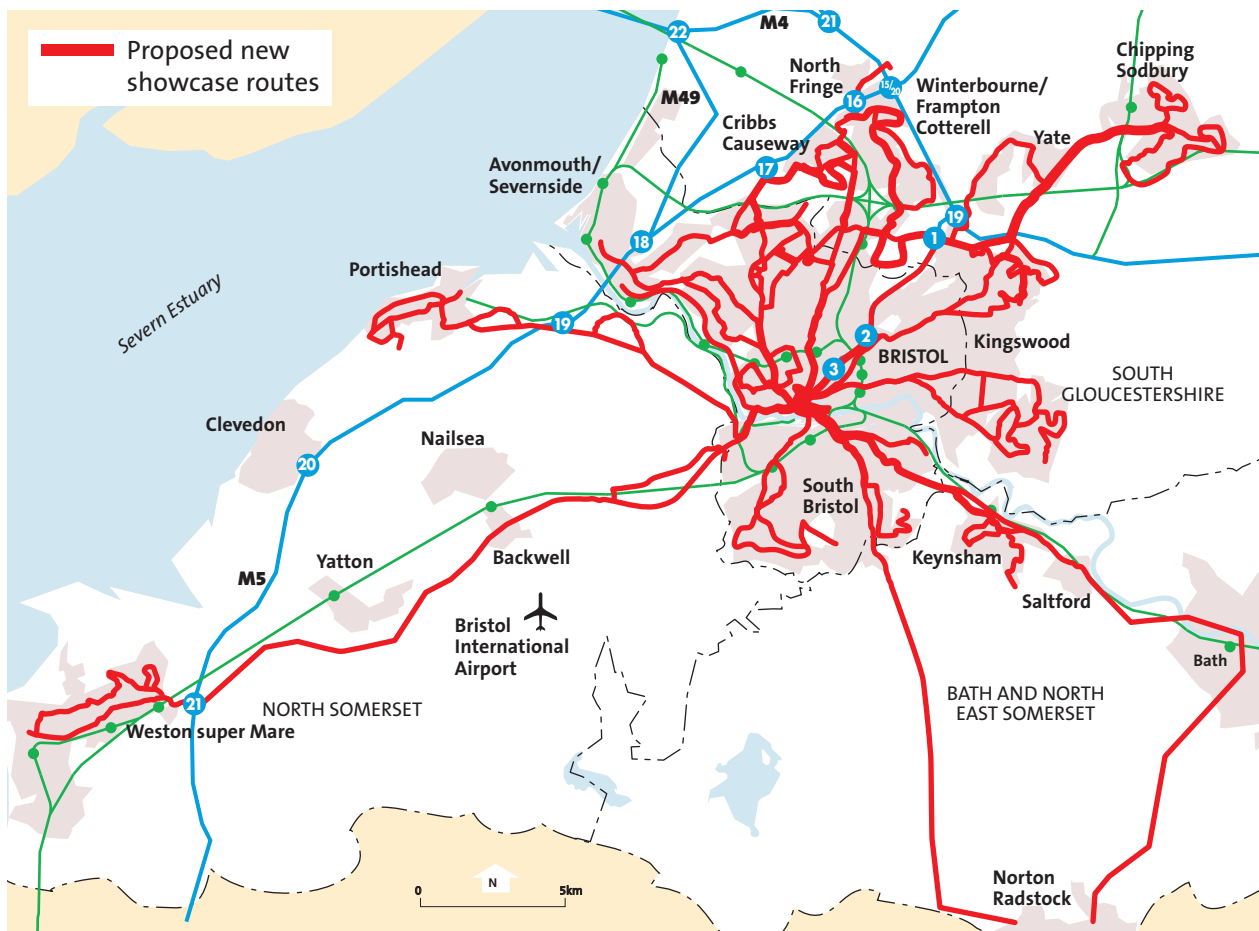 Proposed new
showcase routes
22
M4
21
Chipping
Sodbury
North
Fringe
15/
20
16
Winterbourne/
Frampton
Cotterell
M49
Cribbs
Causeway
Yate
17
Avonmouth/
Severnside
19
18
1
Portishead
Severn Estuary
19
2
BRISTOL
Kingswood
3
SOUTH
GLOUCESTERSHIRE
Clevedon
Nailsea
20
South
Bristol
Backwell
Keynsham
Yatton
M5
Saltford
Bristol
International
Airport
Bath
21
NORTH SOMERSET
BATH AND NORTH
EAST SOMERSET
Weston super Mare
Norton
Radstock
0
N
5km